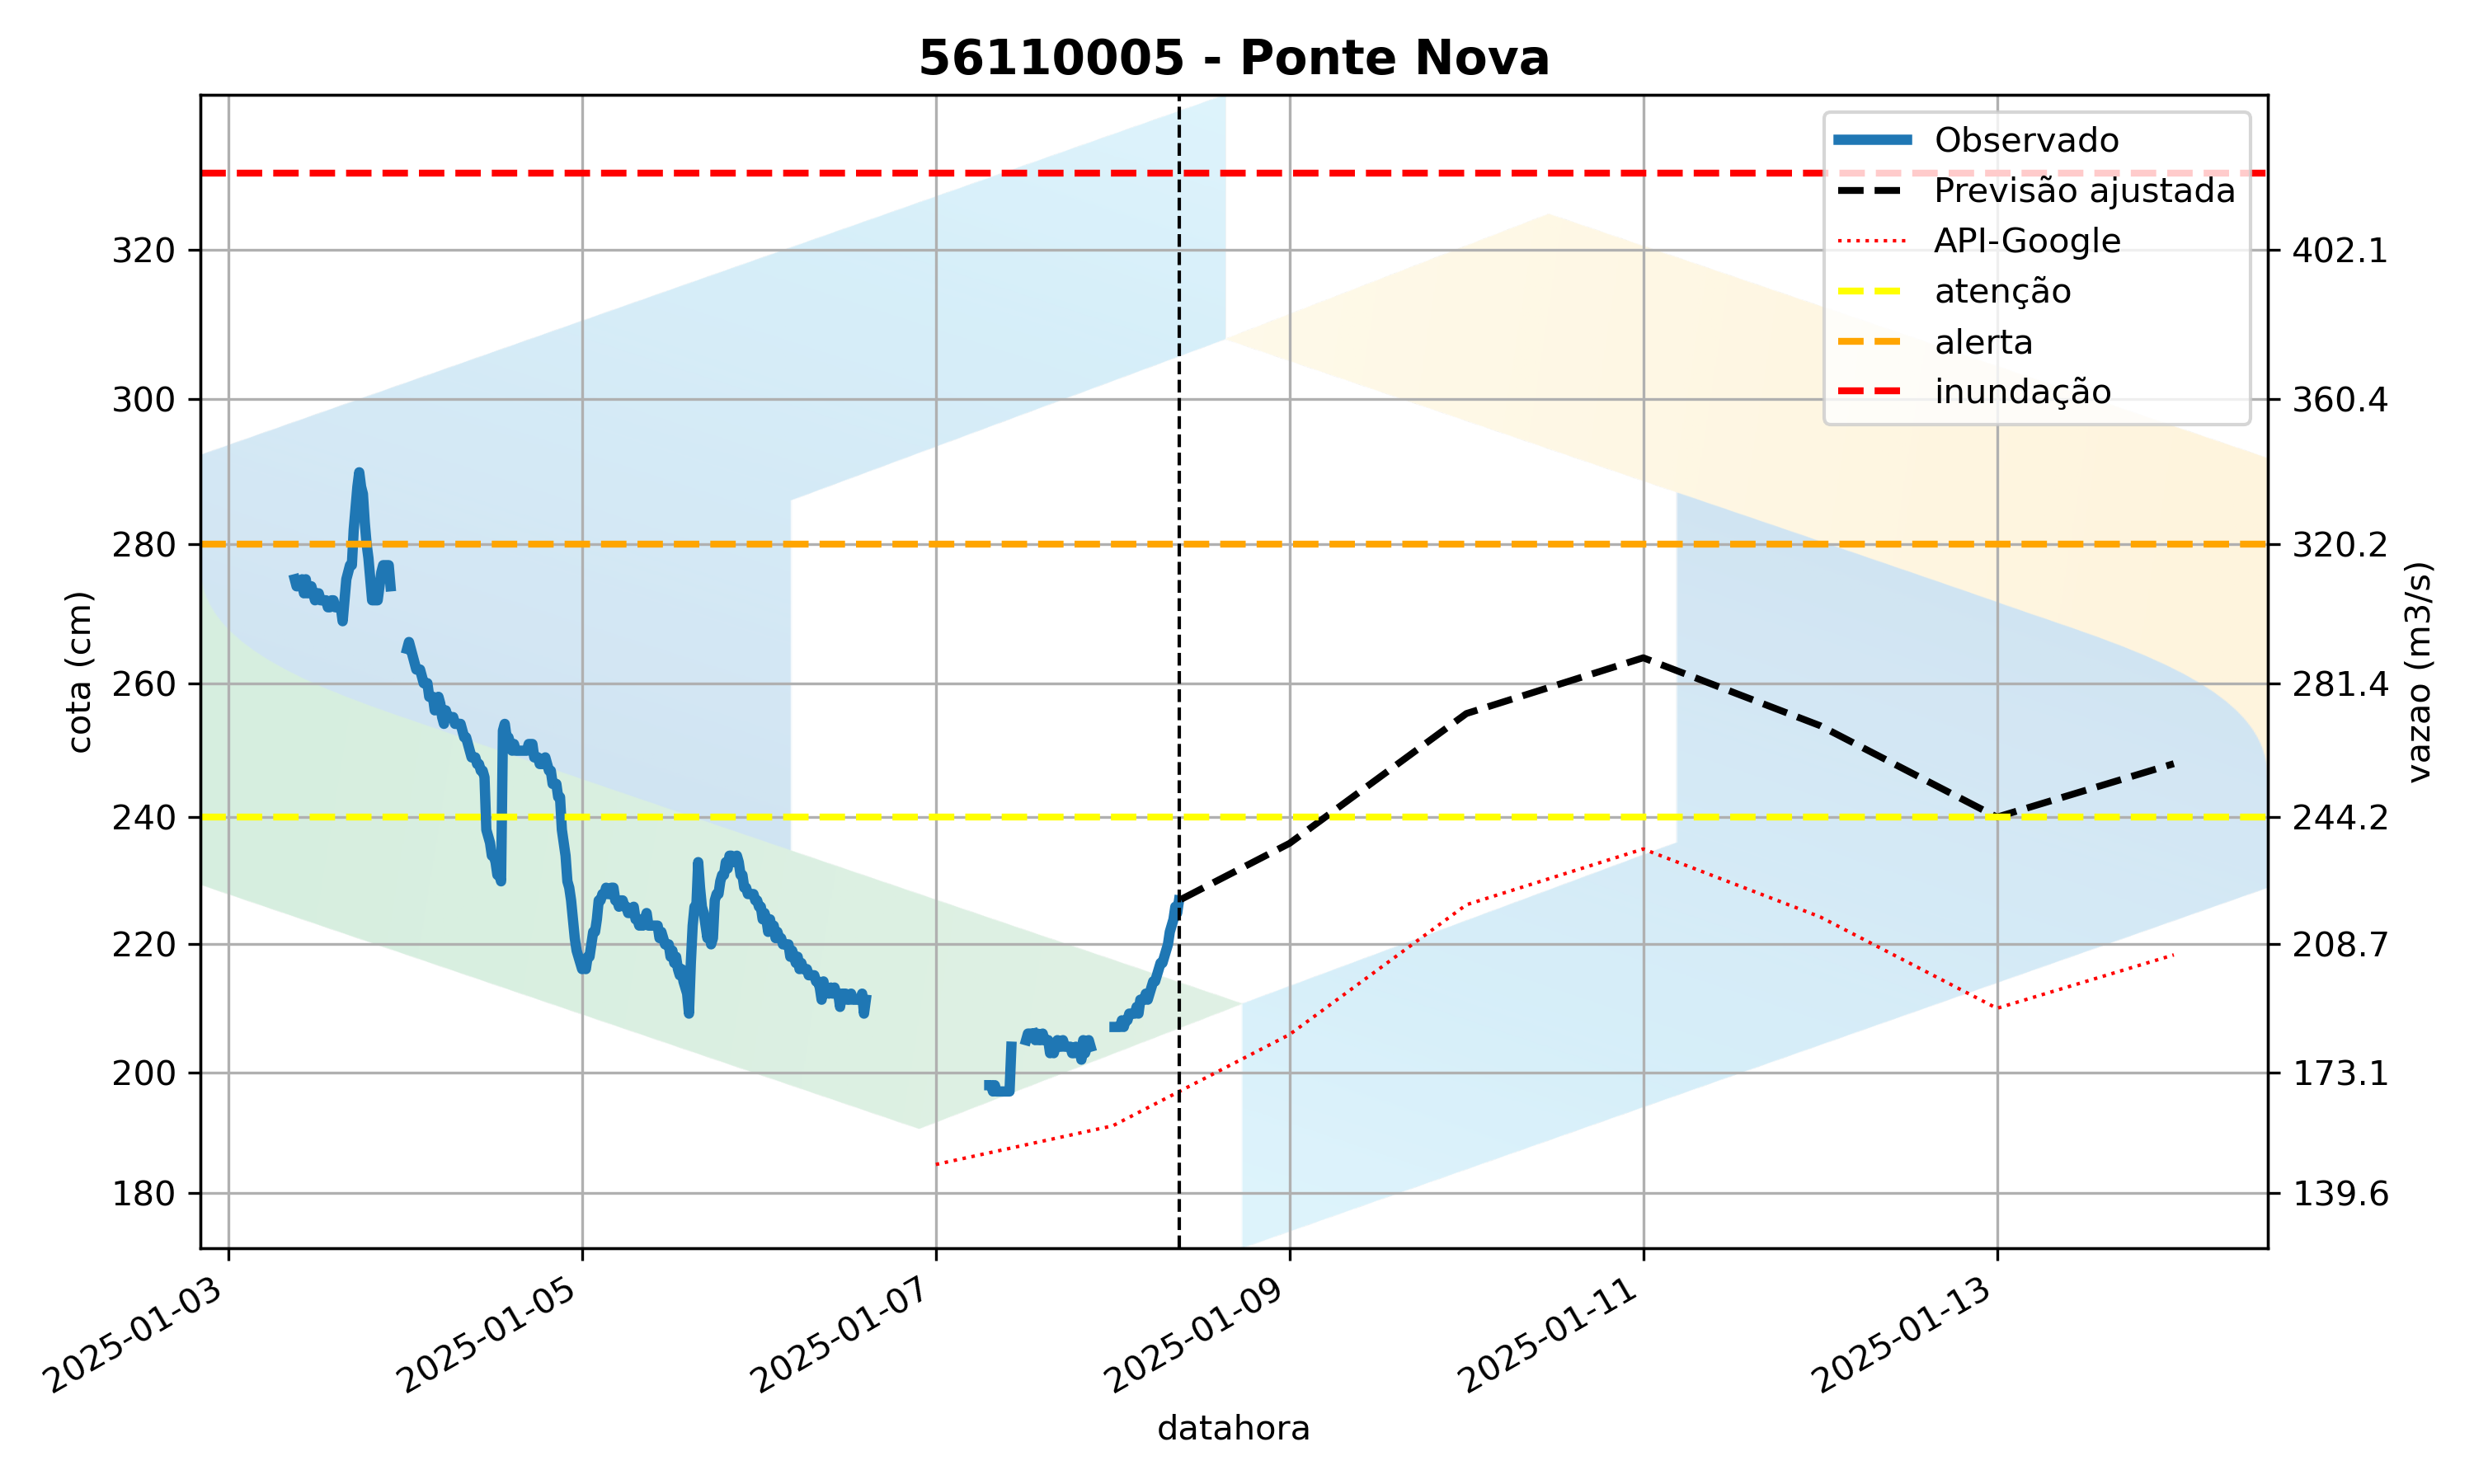 56110005 - Ponte Nova
Observado
Previsão ajustada
API-Google
atenção
alerta
inundação
cota (cm)
320
300
280
260
240
220
200
180
402.1
360.4
320.2
281.4
244.2
208.7
173.1
139.6
vazao (m3/s)
2025-01-03
2025-01-05
2025-01-07
2025-01-09
2025-01-11
2025-01-13
datahora